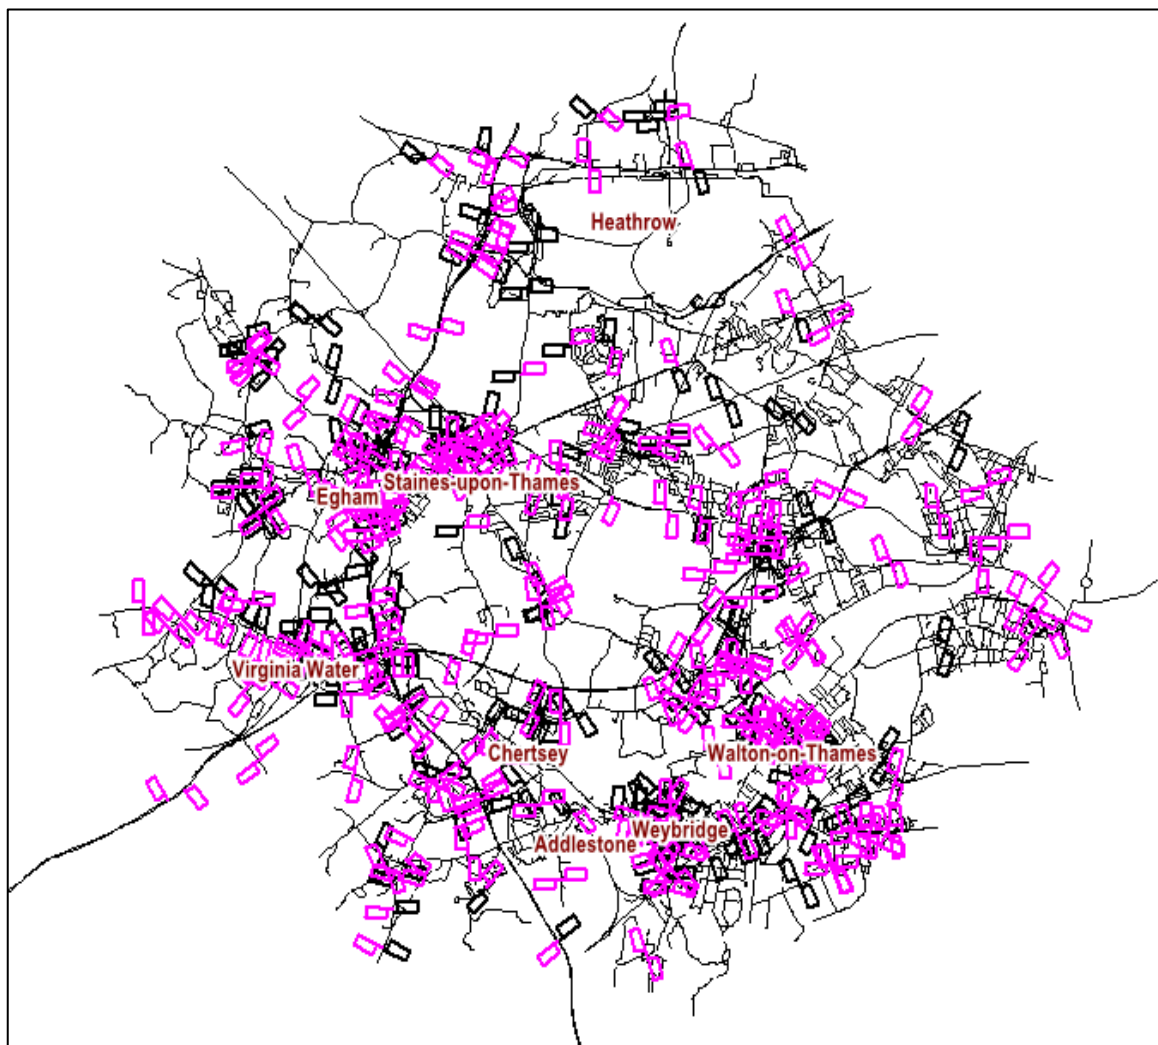 Heathrow
Staines-upon-Thames
Egham
Virginia Water
Chertsey
Walton-on-Thames
Weybridge
Addlestone